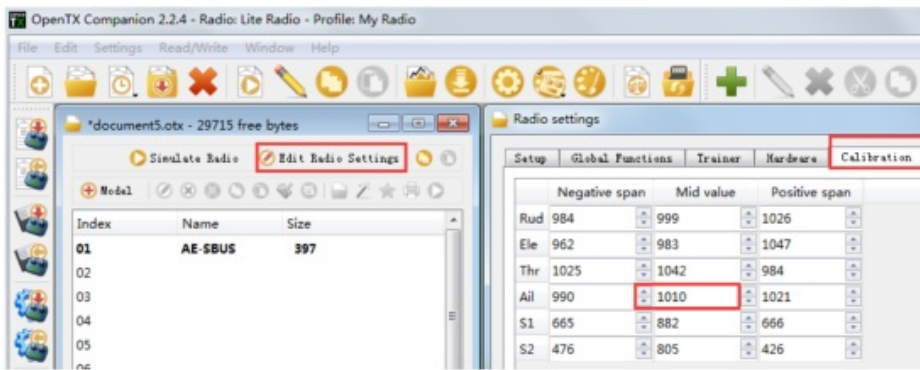 OpenTX Companion 2.2.4 - Radio: Lite Radio - Profile: My Radio
File Edit Settings Read/Write Window Help
*document5.otx - 29715 free bytes
Simulate Radio Edit Radio Settings
Model
Index Name Size
01 AE-SBUS 397
02
03
04
05
06
Radio settings
Setup Global Functions Trainer Hardware Calibration
Negative span Mid value Positive span
Rud 984 999 1026
Ele 962 983 1047
Thr 1025 1042 984
Ail 990 1010 1021
S1 665 882 666
S2 476 805 426